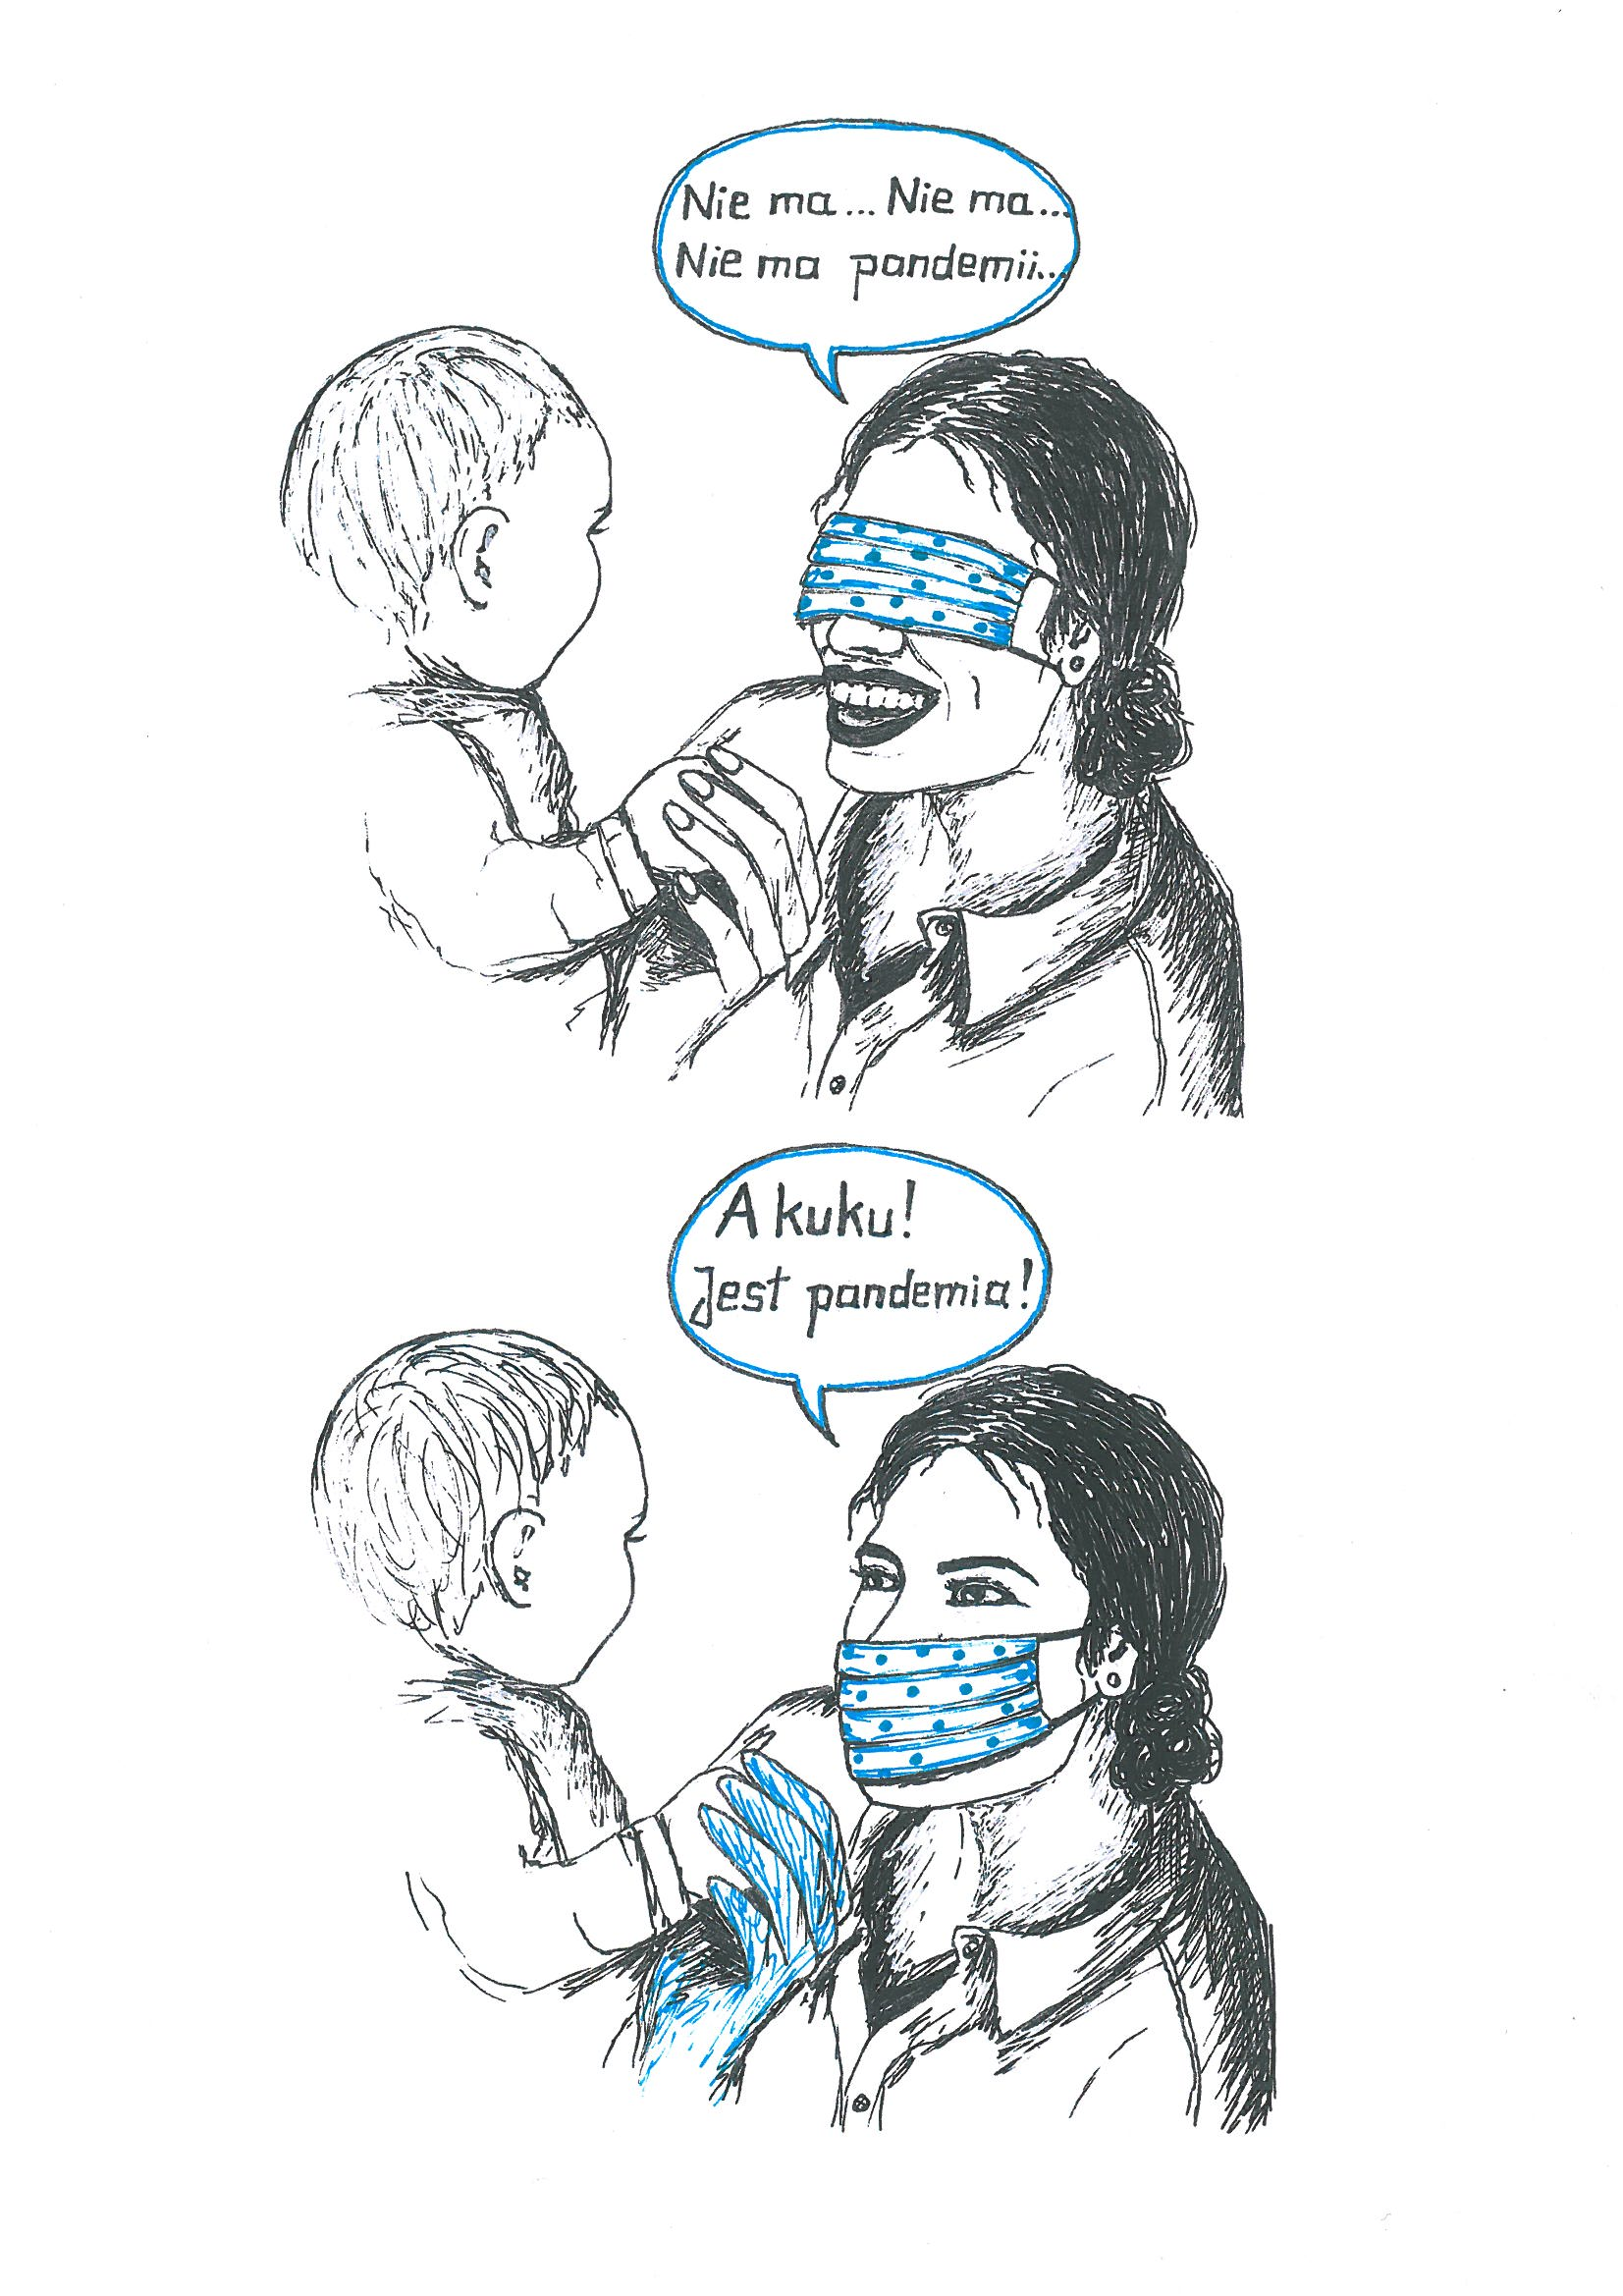 Nie ma... Nie ma...
Nie ma pandemii...
A kuku!
Jest pandemia!